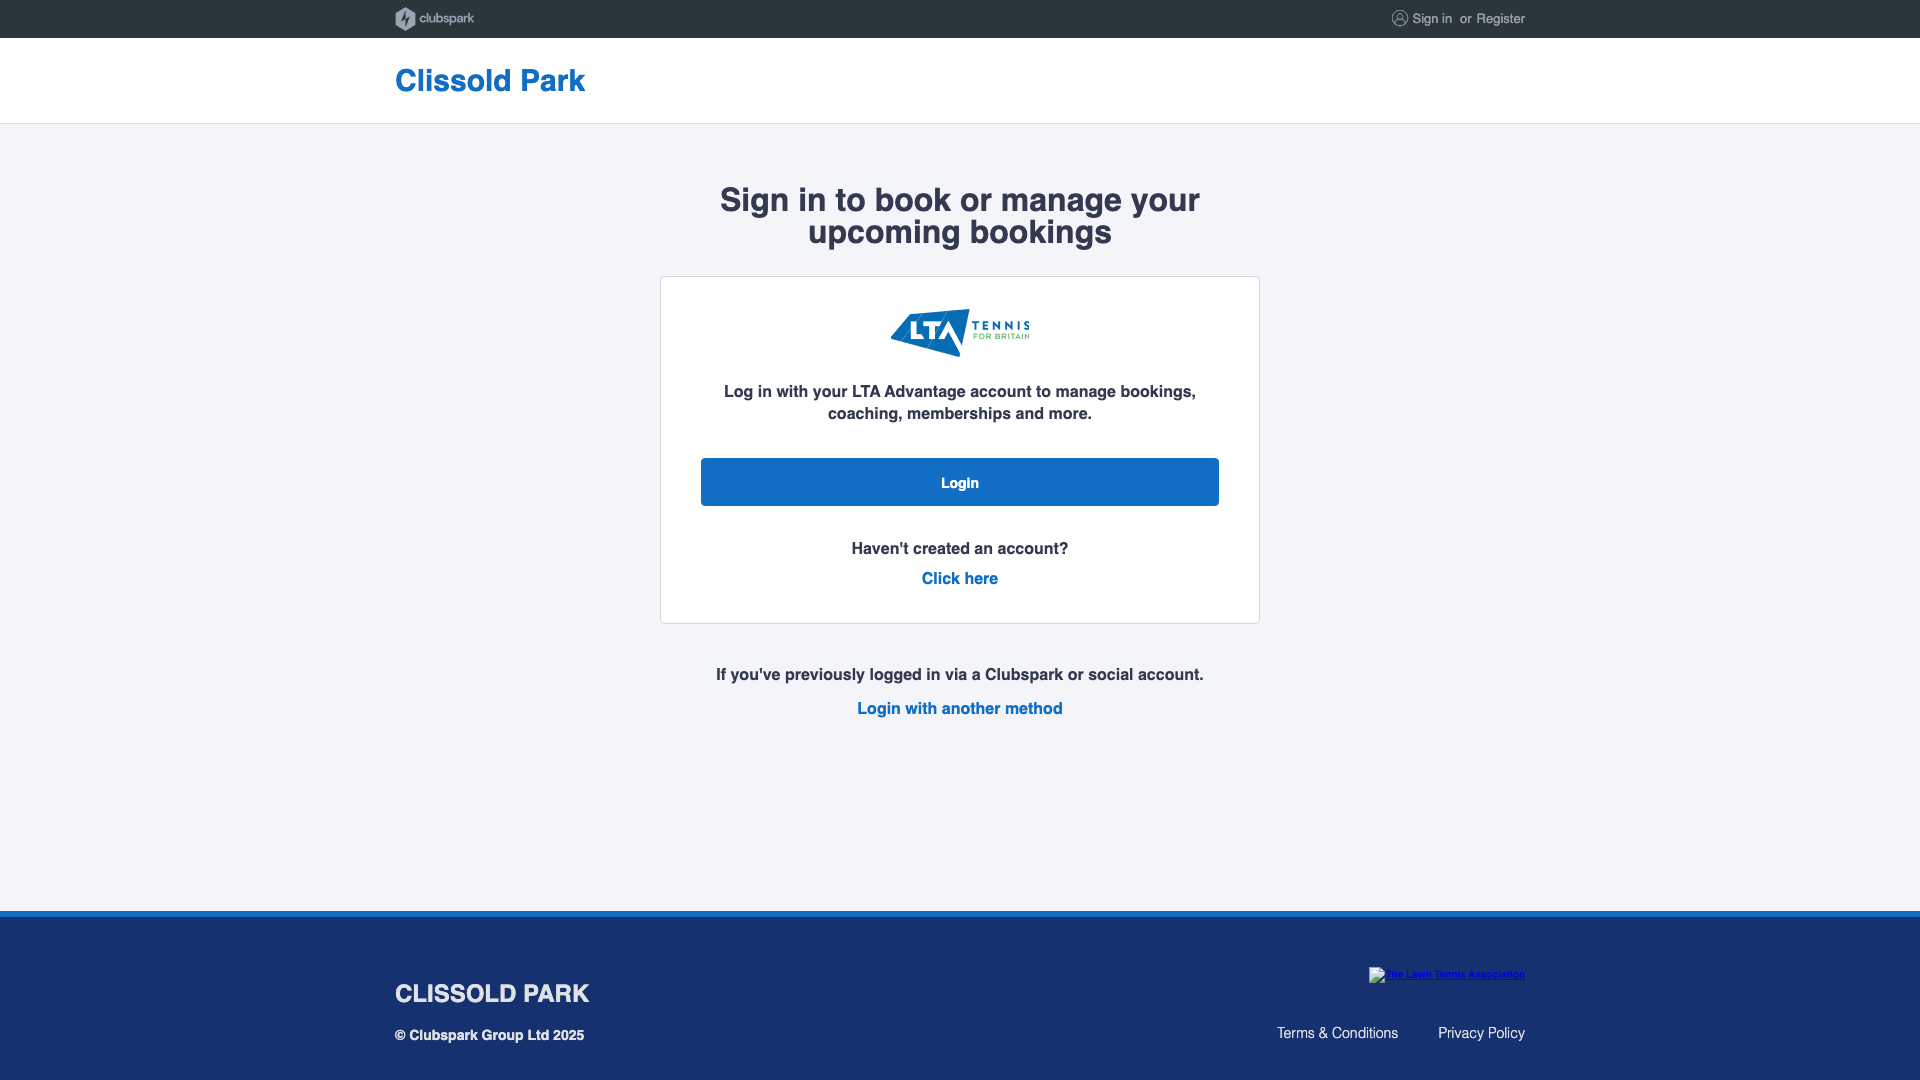 clubspark
Sign in or Register
Clissold Park
Sign in to book or manage your
upcoming bookings
LTA TENNIS
FOR BRITAIN
Log in with your LTA Advantage account to manage bookings,
coaching, memberships and more.
Login
Haven't created an account?
Click here
If you've previously logged in via a Clubspark or social account.
Login with another method
The Lawn Tennis Association
CLISSOLD PARK
© Clubspark Group Ltd 2025
Terms & Conditions
Privacy Policy